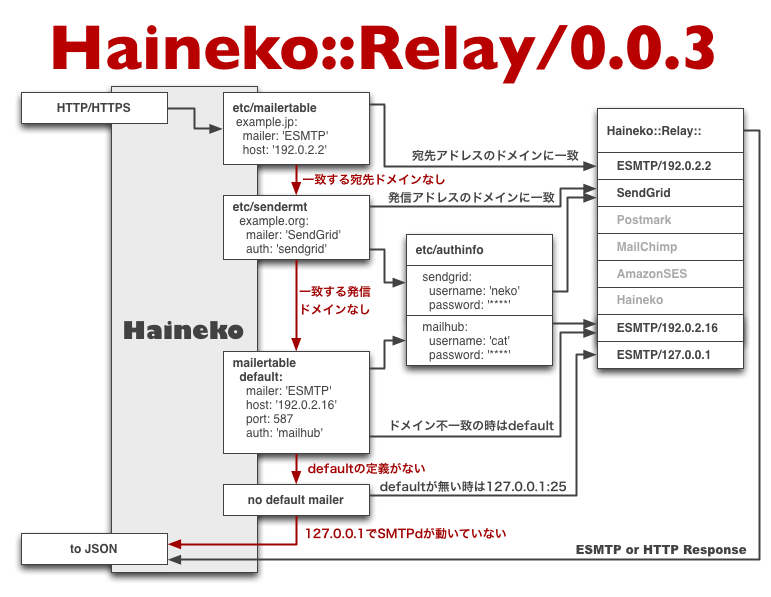 Haineko::Relay/0.0.3
HTTP/HTTPS
etc/mailertable
example.jp:
mailer: 'ESMTP'
host: '192.0.2.2'
宛先アドレスのドメインに一致
一致する宛先ドメインなし
etc/sendermt
example.org:
mailer: 'SendGrid'
auth: 'sendgrid'
発信アドレスのドメインに一致
etc/authinfo
sendgrid:
username: 'neko'
password: '****'
mailhub:
username: 'cat'
password: '****'
一致する発信
ドメインなし
Haineko
mailertable
default:
mailer: 'ESMTP'
host: '192.0.2.16'
port: 587
auth: 'mailhub'
ドメイン不一致の時はdefault
defaultの定義がない
defaultが無い時は127.0.0.1:25
no default mailer
127.0.0.1でSMTPdが動いていない
to JSON
ESMTP or HTTP Response
Haineko::Relay::
ESMTP/192.0.2.2
SendGrid
Postmark
MailChimp
AmazonSES
Haineko
ESMTP/192.0.2.16
ESMTP/127.0.0.1